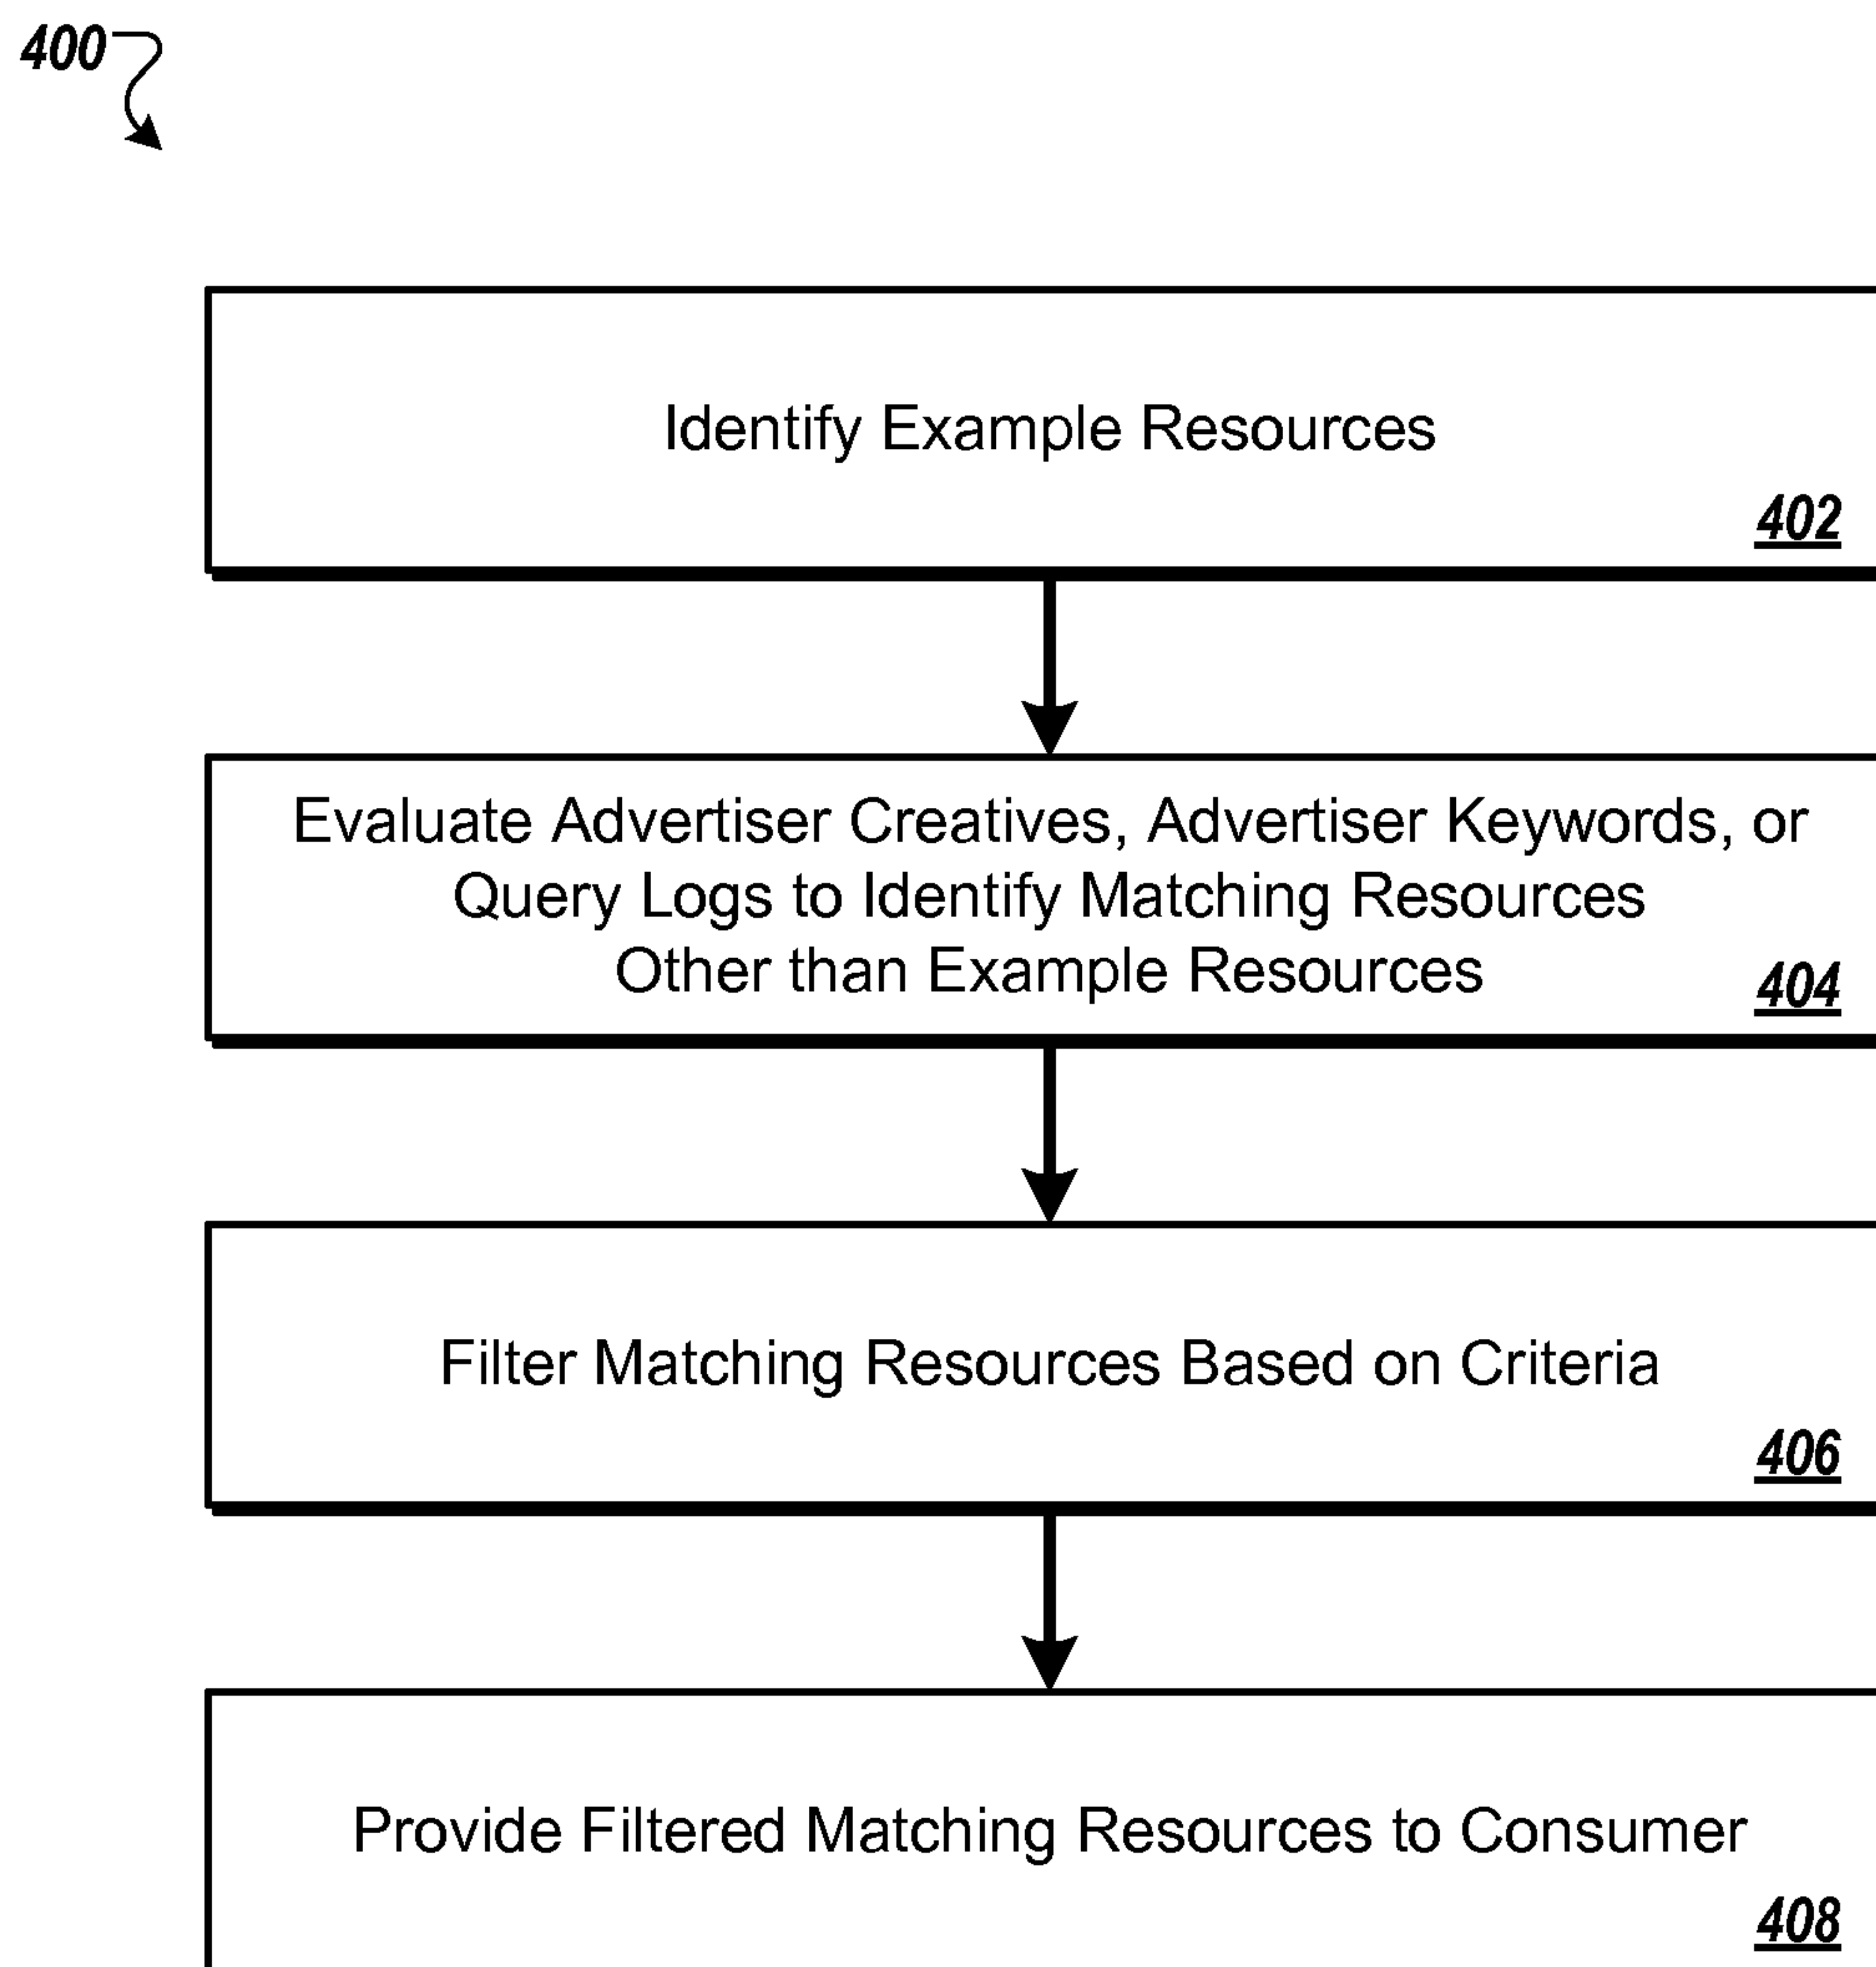 400
Identify Example Resources
402
Evaluate Advertiser Creatives, Advertiser Keywords, or
Query Logs to Identify Matching Resources
Other than Example Resources
404
Filter Matching Resources Based on Criteria
406
Provide Filtered Matching Resources to Consumer
408